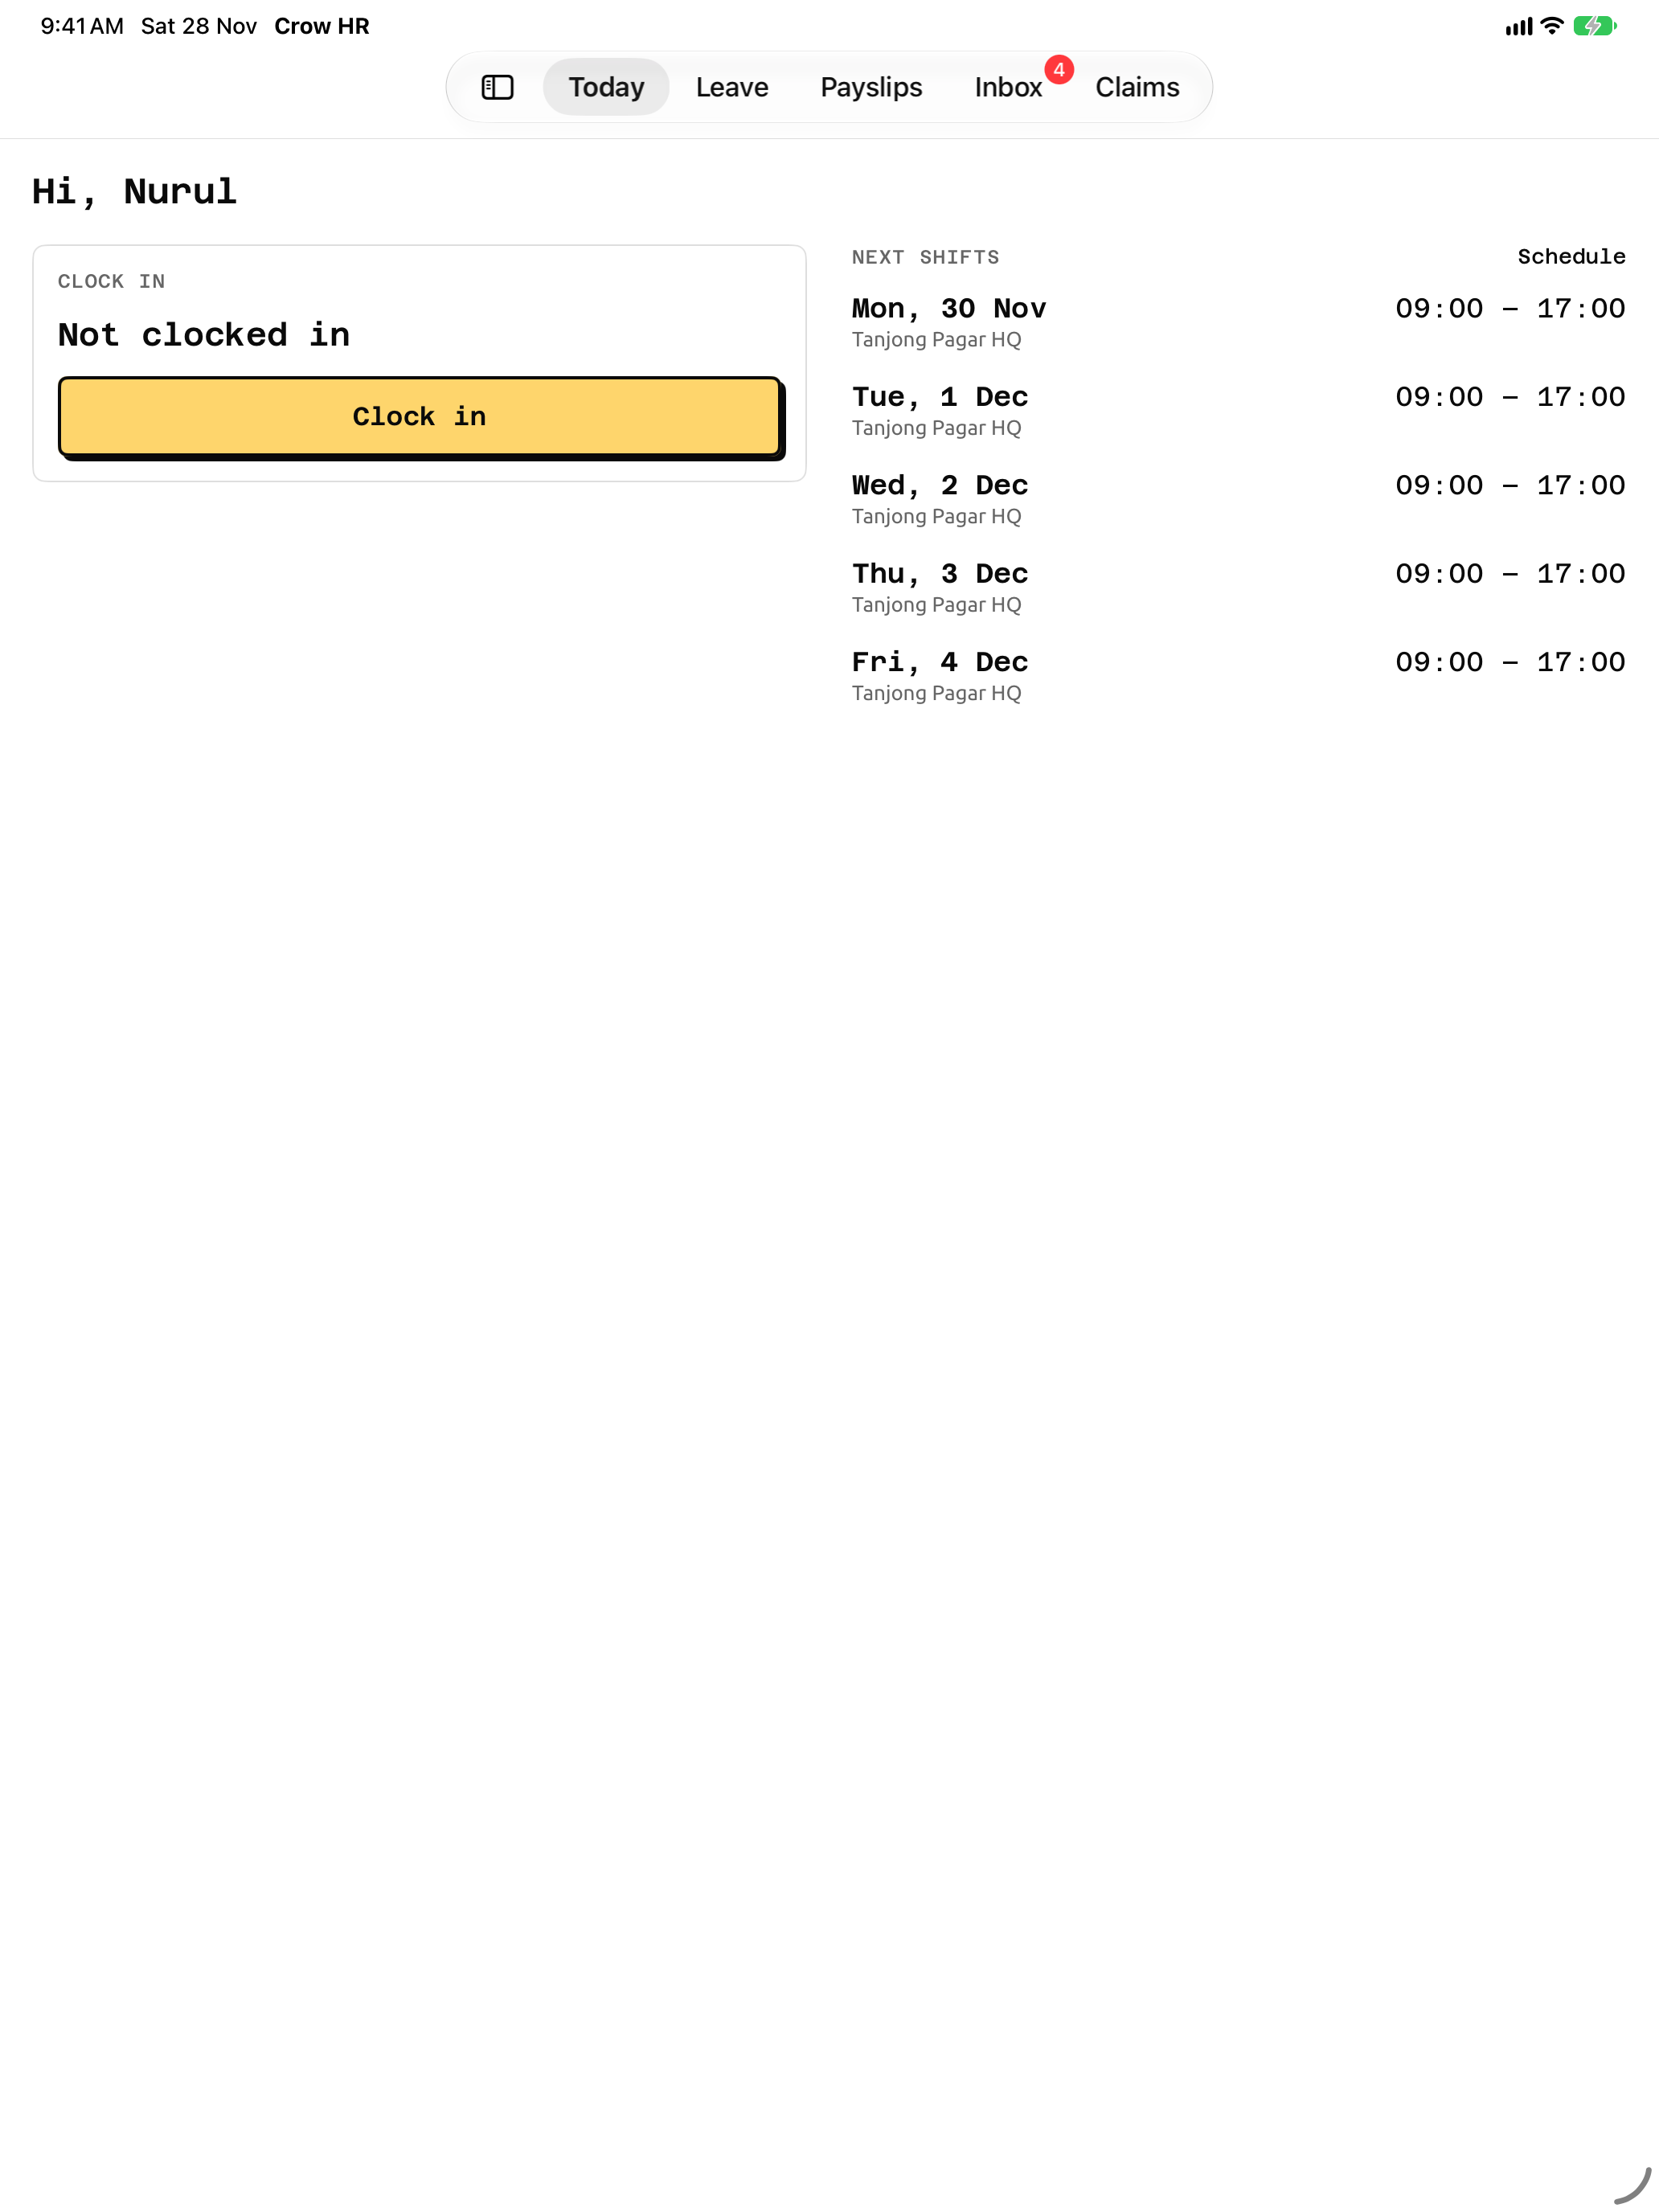 9:41 AM Sat 28 Nov Crow HR
Today Leave Payslips Inbox 4 Claims
Hi, Nurul
CLOCK IN
Not clocked in
Clock in
NEXT SHIFTS Schedule
Mon, 30 Nov 09:00 – 17:00
Tanjong Pagar HQ
Tue, 1 Dec 09:00 – 17:00
Tanjong Pagar HQ
Wed, 2 Dec 09:00 – 17:00
Tanjong Pagar HQ
Thu, 3 Dec 09:00 – 17:00
Tanjong Pagar HQ
Fri, 4 Dec 09:00 – 17:00
Tanjong Pagar HQ